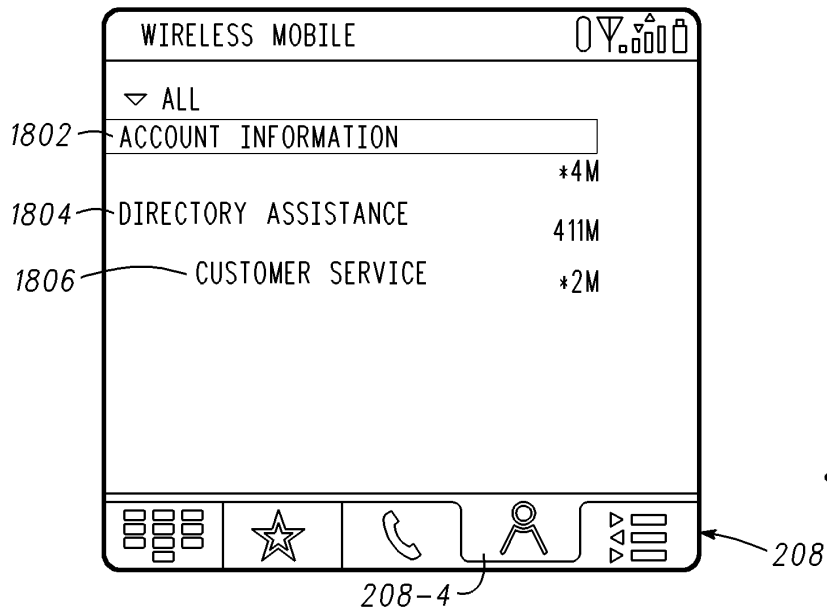 WIRELESS MOBILE
ALL
1802 ACCOUNT INFORMATION
*4M
1804 DIRECTORY ASSISTANCE
411M
1806 CUSTOMER SERVICE *2M
208
208-4